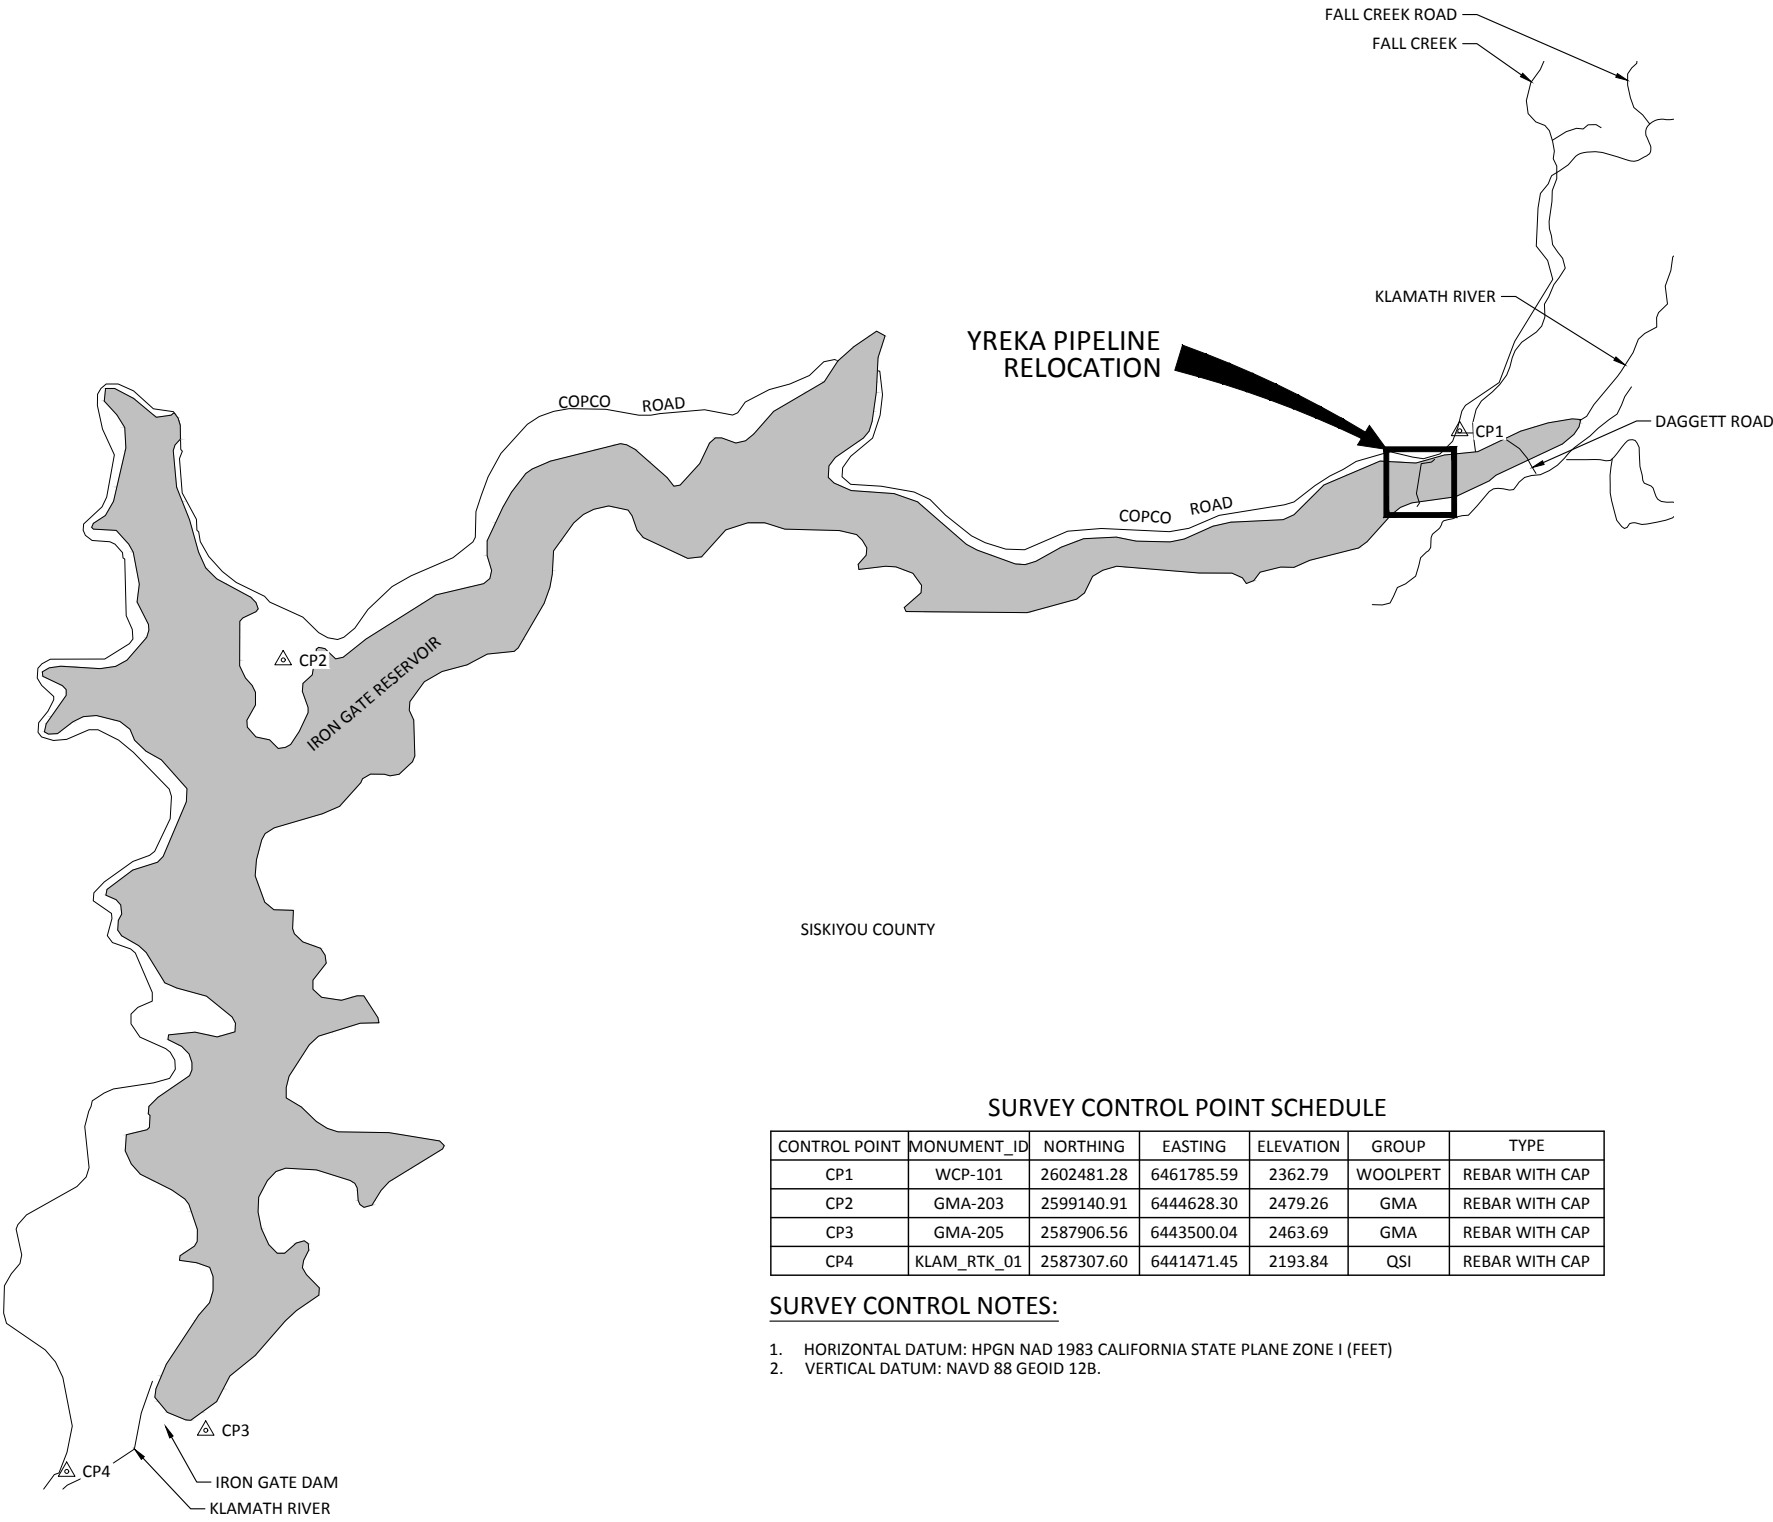 FALL CREEK ROAD
FALL CREEK
KLAMATH RIVER
YREKA PIPELINE
RELOCATION
COPCO ROAD
CP1
DAGGETT ROAD
COPCO ROAD
CP2
IRON GATE RESERVOIR
SISKIYOU COUNTY
SURVEY CONTROL POINT SCHEDULE
CONTROL POINT MONUMENT_ID NORTHING EASTING ELEVATION GROUP TYPE
CP1 WCP-101 2602481.28 6461785.59 2362.79 WOOLPERT REBAR WITH CAP
CP2 GMA-203 2599140.91 6444628.30 2479.26 GMA REBAR WITH CAP
CP3 GMA-205 2587906.56 6443500.04 2463.69 GMA REBAR WITH CAP
CP4 KLAM_RTK_01 2587307.60 6441471.45 2193.84 QSI REBAR WITH CAP
SURVEY CONTROL NOTES:
1. HORIZONTAL DATUM: HPGN NAD 1983 CALIFORNIA STATE PLANE ZONE I (FEET)
2. VERTICAL DATUM: NAVD 88 GEOID 12B.
CP3
CP4
IRON GATE DAM
KLAMATH RIVER